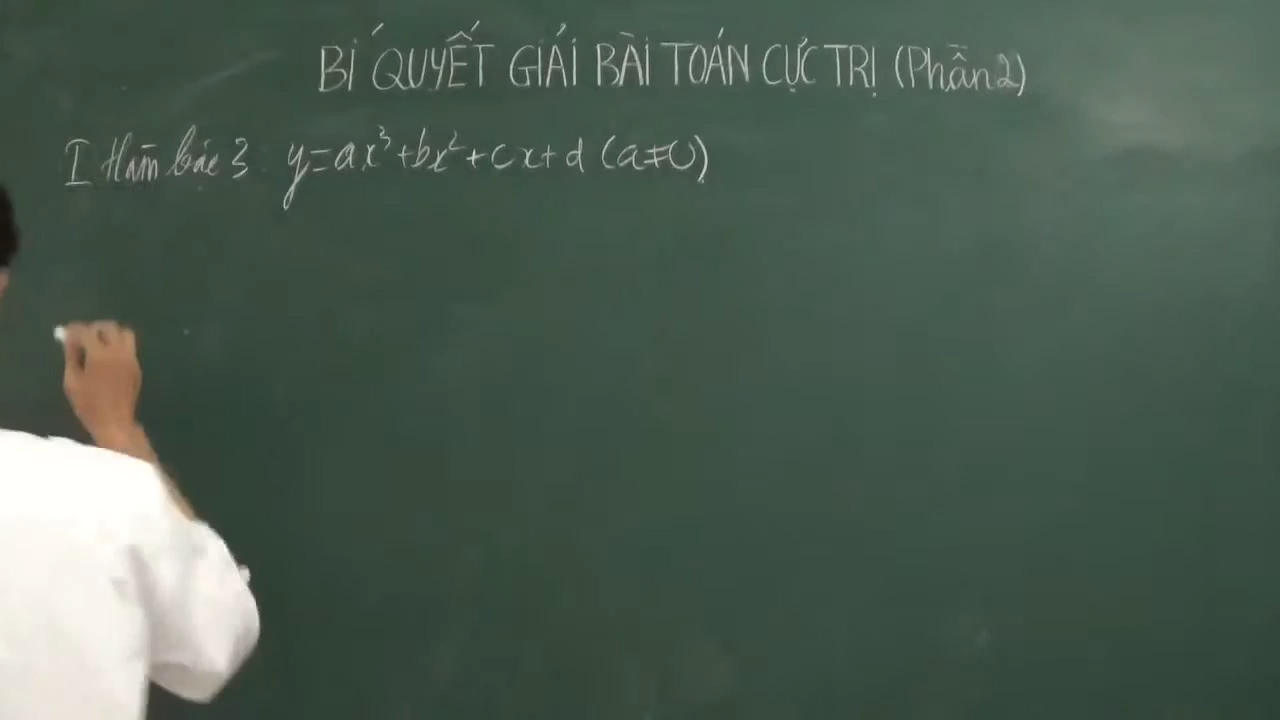 BÍ QUYẾT GIẢI BÀI TOÁN CỰC TRỊ (Phần 2)
I Hàm bậc 3: y=ax³+bx²+cx+d (a≠0)